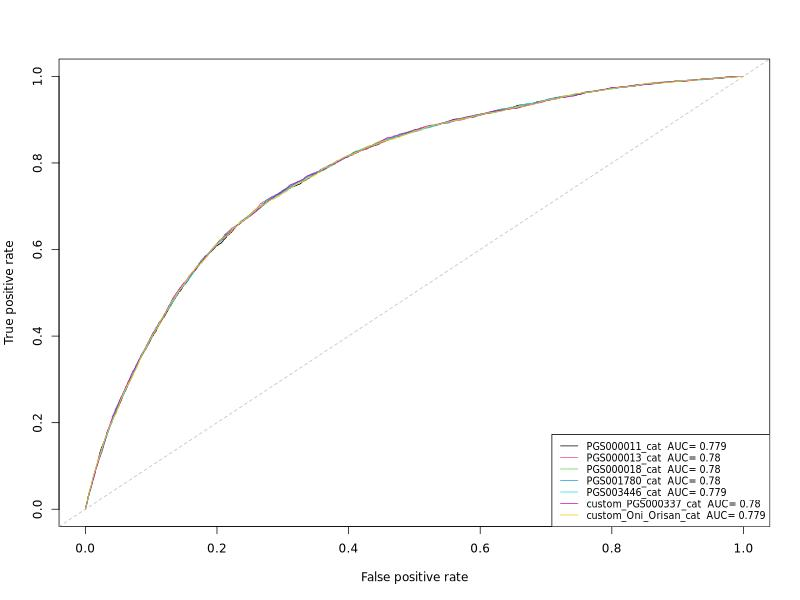 True positive rate
1.0
0.8
0.6
0.4
0.2
0.0
PGS000011_cat AUC= 0.779
PGS000013_cat AUC= 0.78
PGS000018_cat AUC= 0.78
PGS001780_cat AUC= 0.78
PGS003446_cat AUC= 0.779
custom_PGS000337_cat AUC= 0.78
custom_Oni_Orisan_cat AUC= 0.779
0.0 0.2 0.4 0.6 0.8 1.0
False positive rate